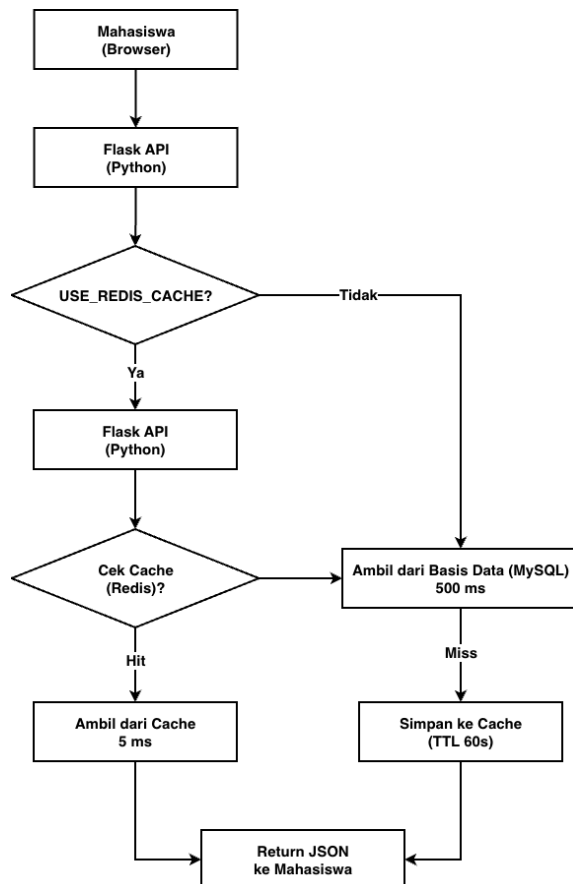 Mahasiswa
(Browser)
Flask API
(Python)
USE_REDIS_CACHE?
Tidak
Ya
Flask API
(Python)
Cek Cache
(Redis)?
Ambil dari Basis Data (MySQL)
500 ms
Hit
Miss
Ambil dari Cache
5 ms
Simpan ke Cache
(TTL 60s)
Return JSON
ke Mahasiswa